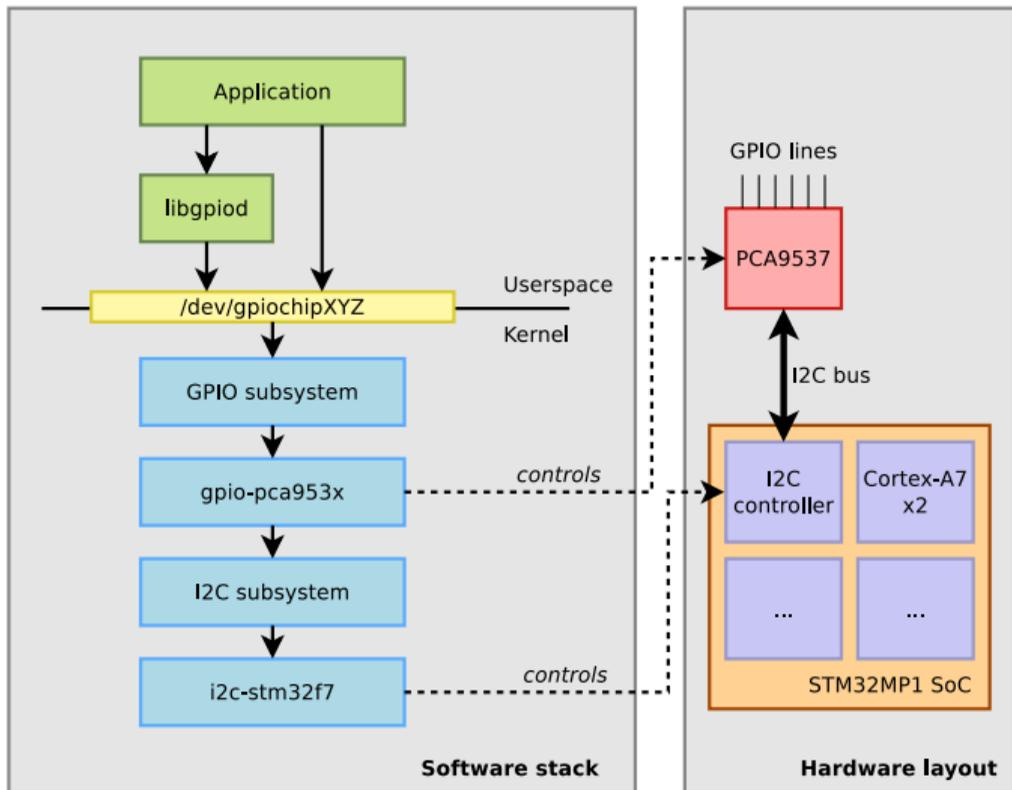 Application
libgpiod
/dev/gpiochipXYZ
Userspace
Kernel
GPIO subsystem
gpio-pca953x
controls
I2C subsystem
i2c-stm32f7
controls
Software stack
GPIO lines
PCA9537
I2C bus
I2C
controller
Cortex-A7
x2
...
...
STM32MP1 SoC
Hardware layout